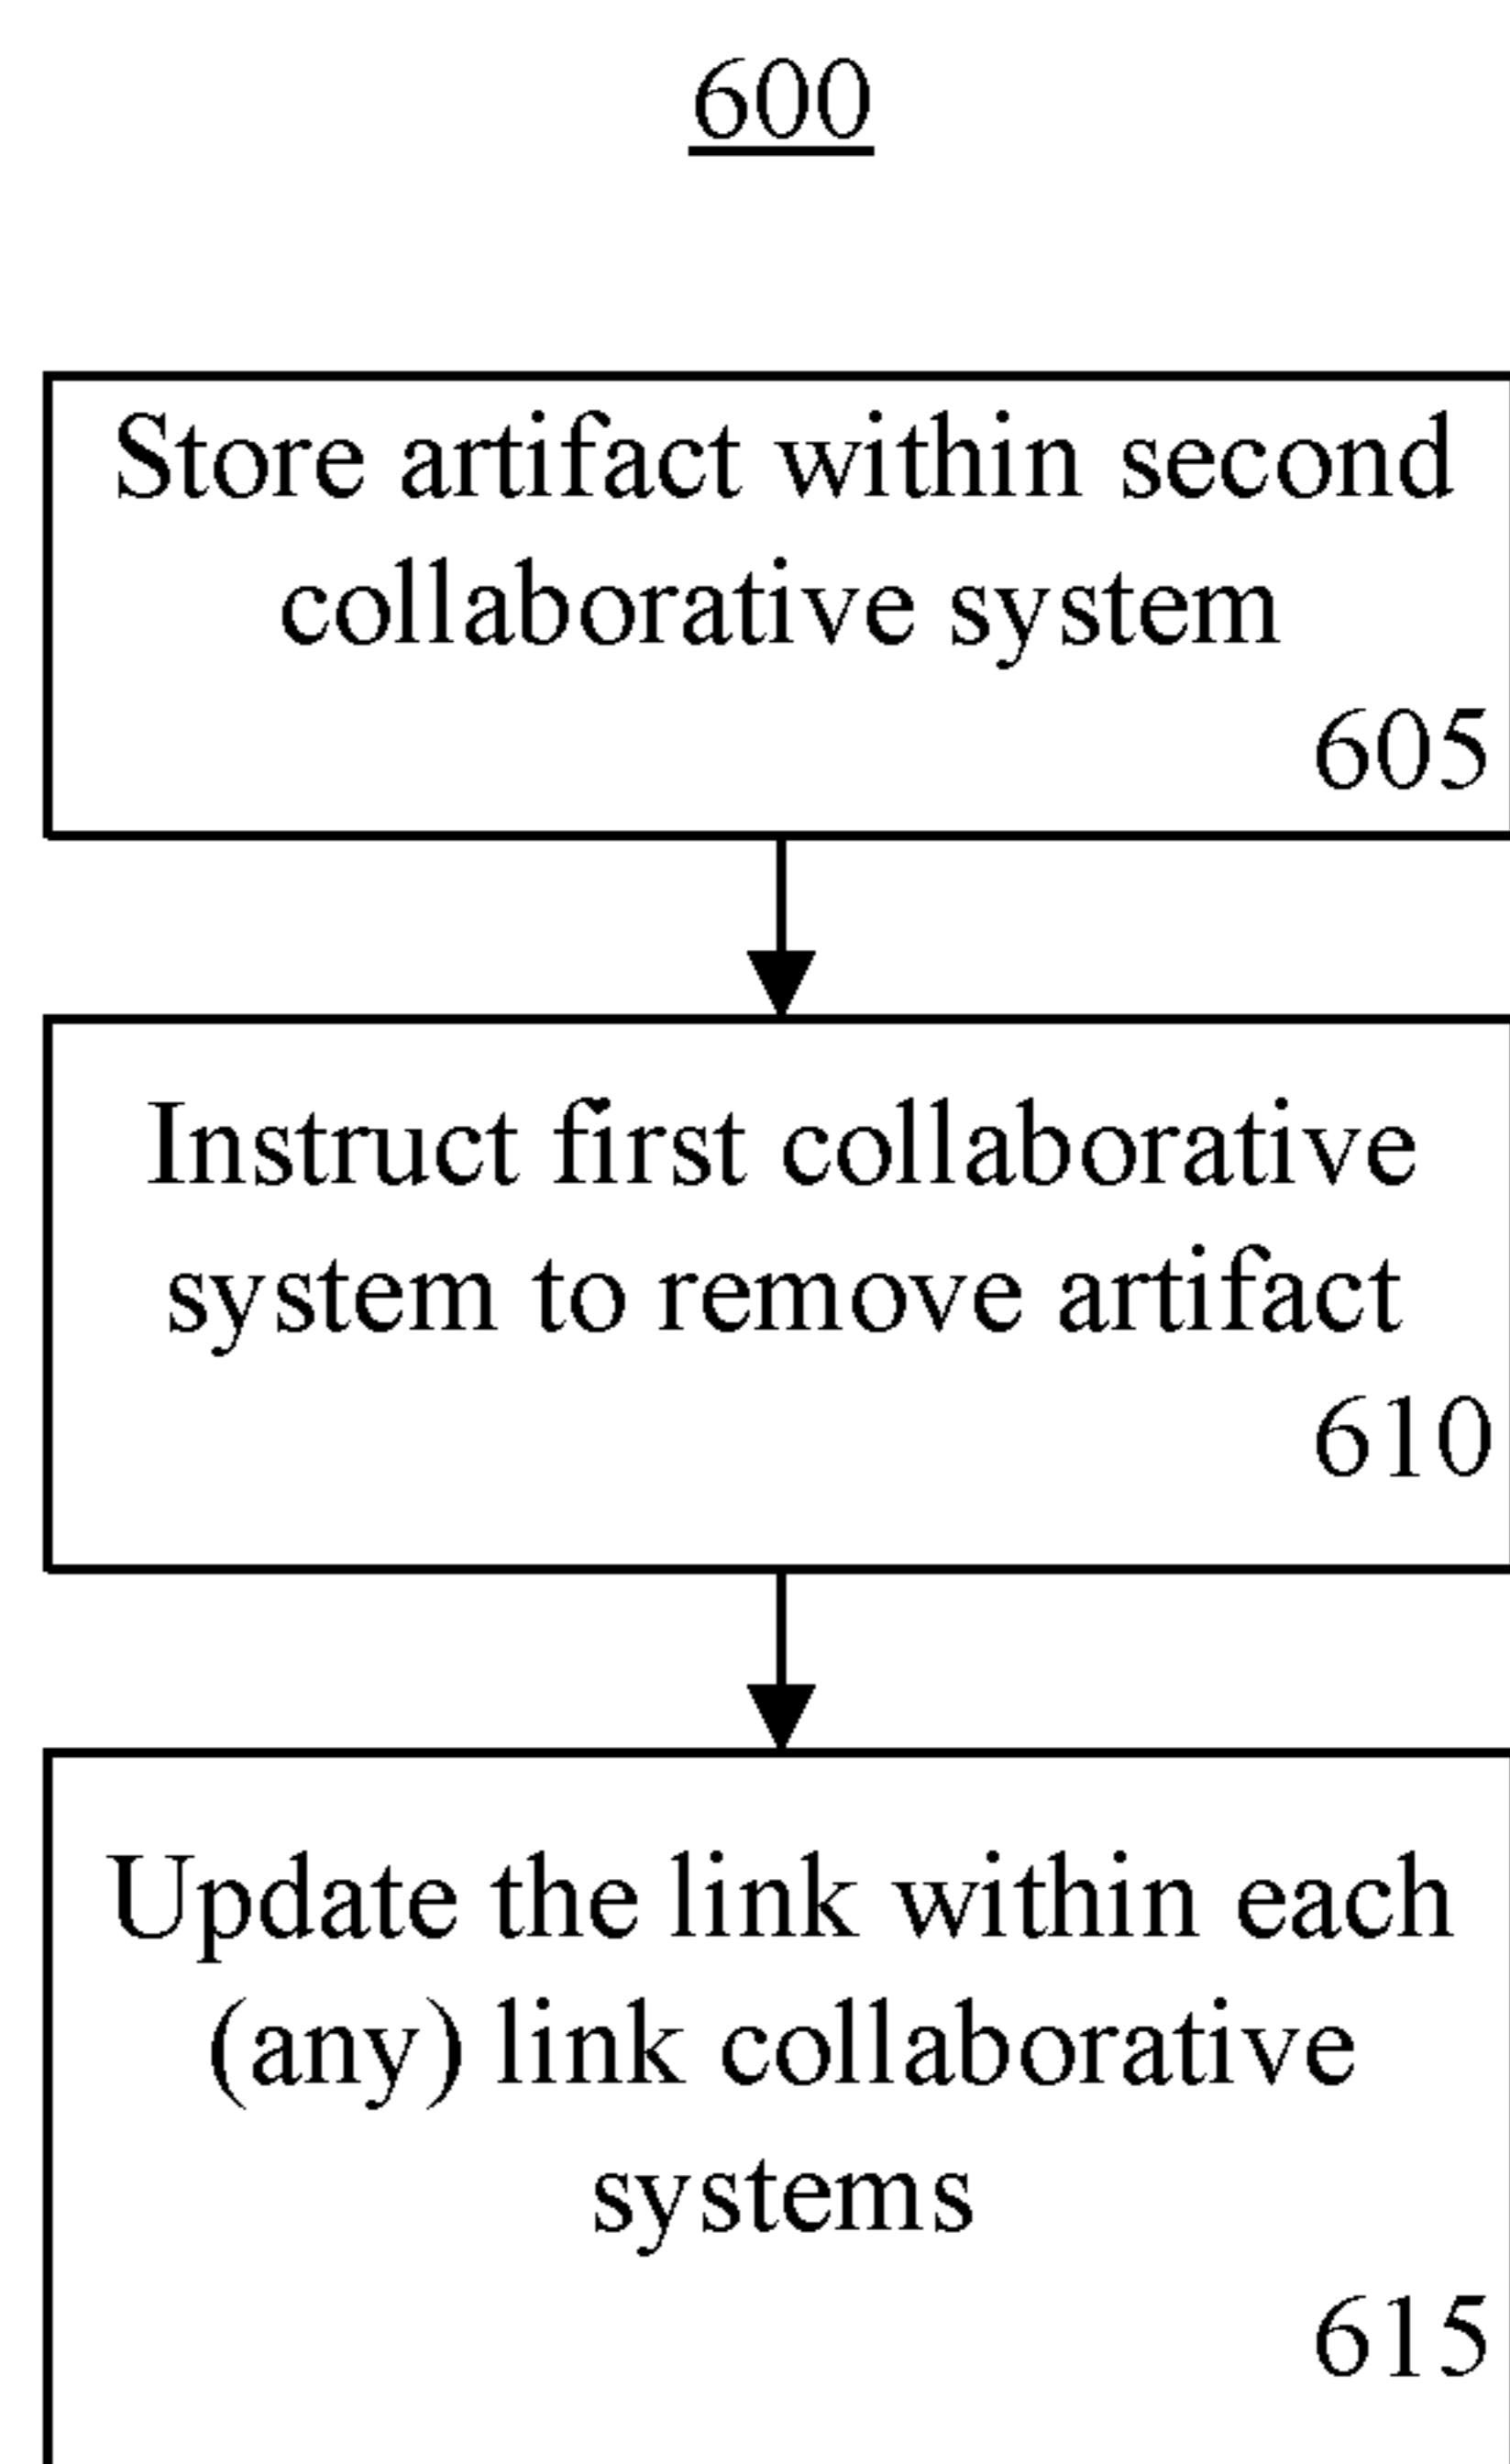 600
Store artifact within second
collaborative system
605
Instruct first collaborative
system to remove artifact
610
Update the link within each
(any) link collaborative
systems
615